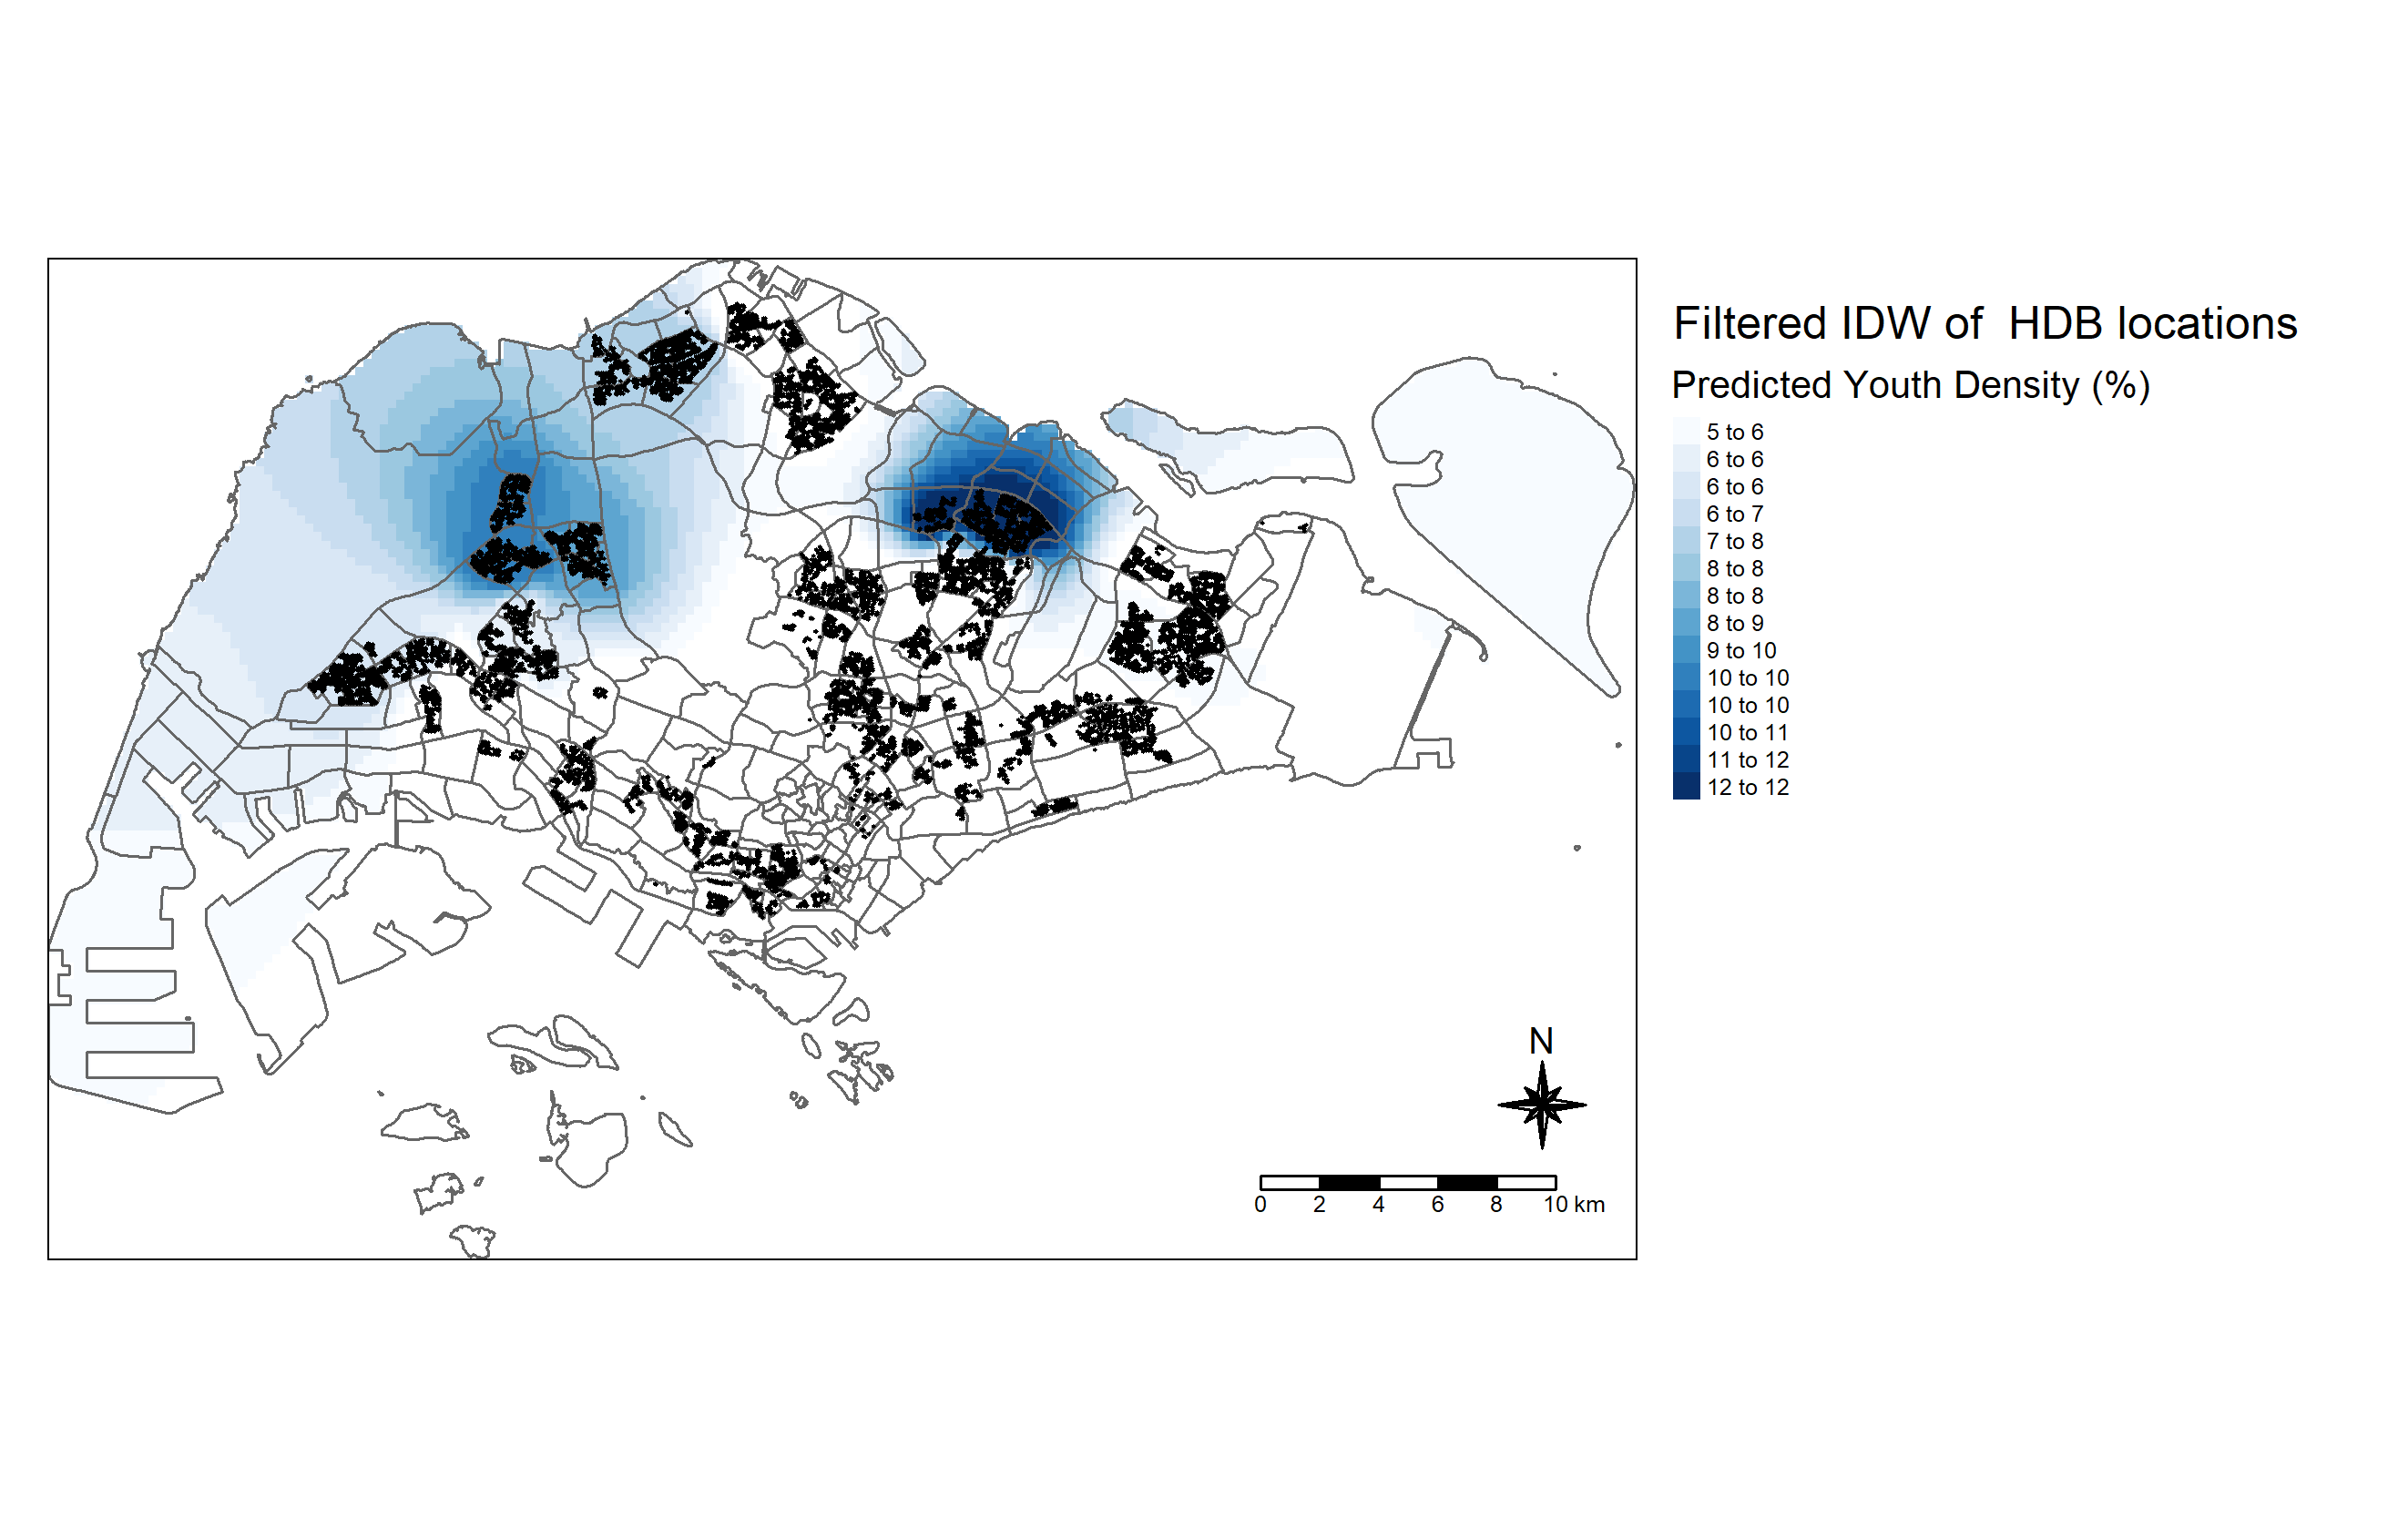 Filtered IDW of  HDB locations
Predicted Youth Density (%)
5 to 6
6 to 6
6 to 6
6 to 7
7 to 8
8 to 8
8 to 8
8 to 9
9 to 10
10 to 10
10 to 10
10 to 11
11 to 12
12 to 12
N
0 2 4 6 8 10 km